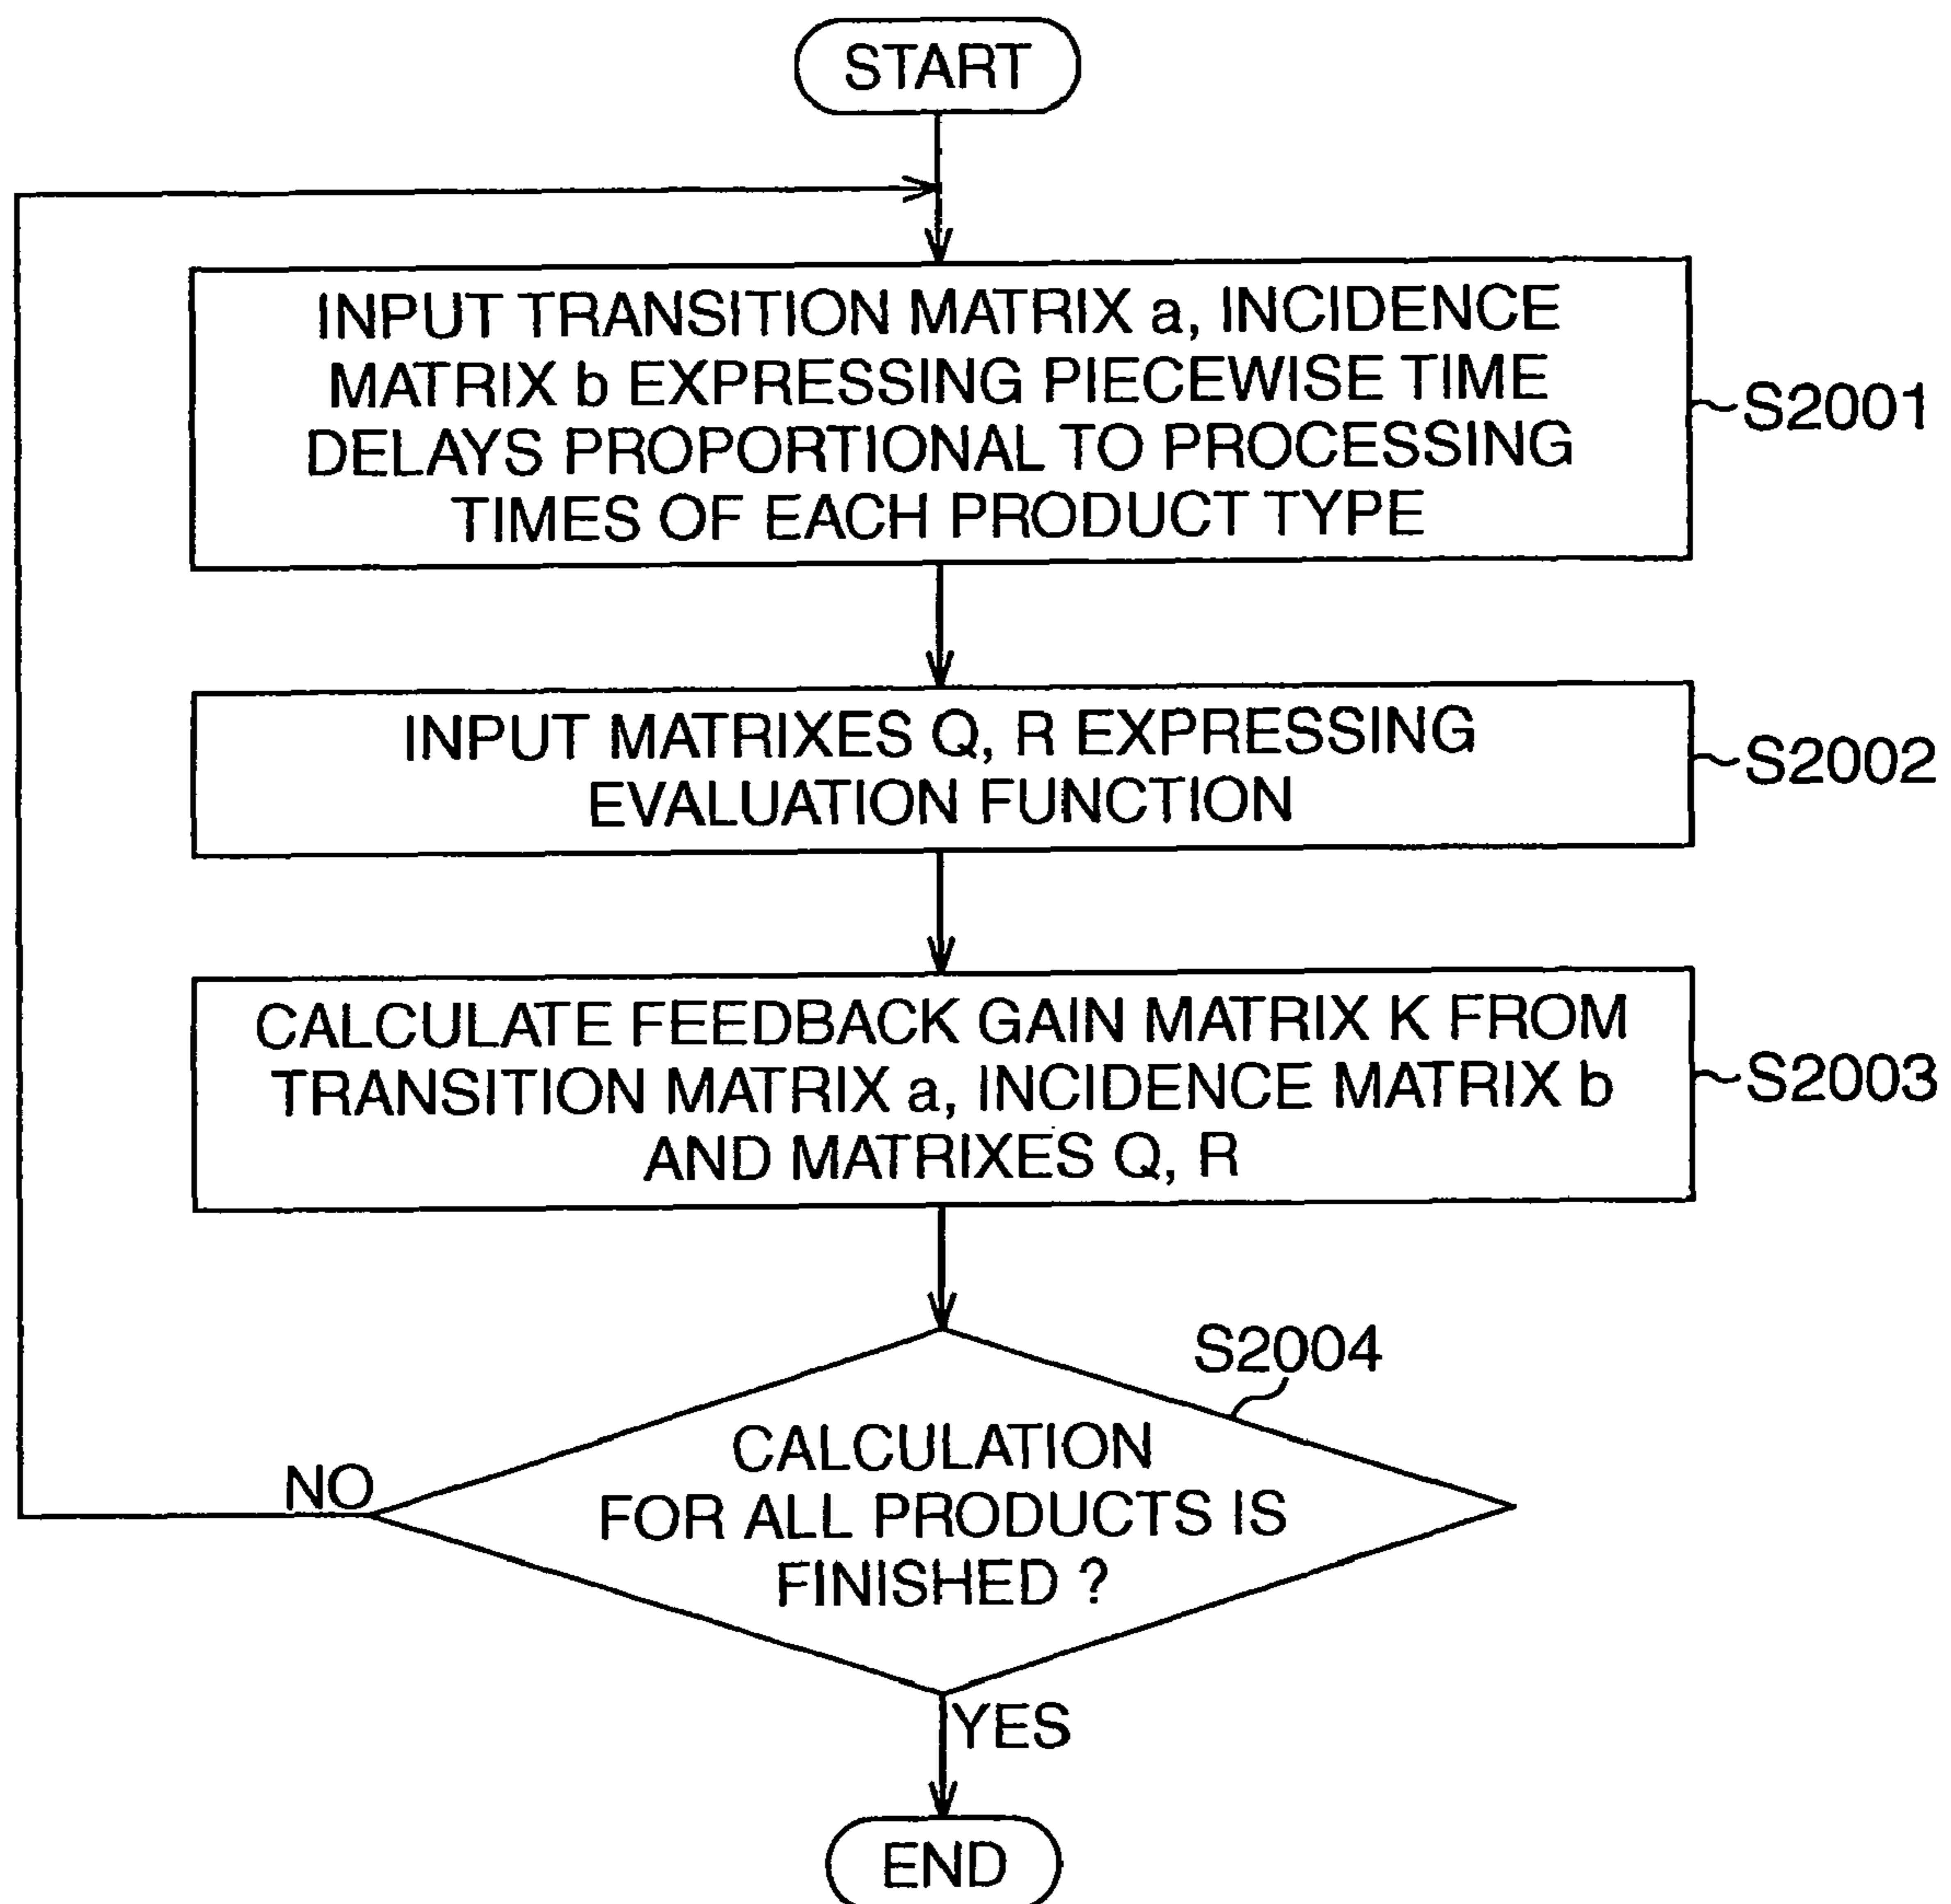 START
INPUT TRANSITION MATRIX a, INCIDENCE
MATRIX b EXPRESSING PIECEWISE TIME
DELAYS PROPORTIONAL TO PROCESSING
TIMES OF EACH PRODUCT TYPE
S2001
INPUT MATRIXES Q, R EXPRESSING
EVALUATION FUNCTION
S2002
CALCULATE FEEDBACK GAIN MATRIX K FROM
TRANSITION MATRIX a, INCIDENCE MATRIX b
AND MATRIXES Q, R
S2003
S2004
CALCULATION
FOR ALL PRODUCTS IS
FINISHED ?
NO
YES
END